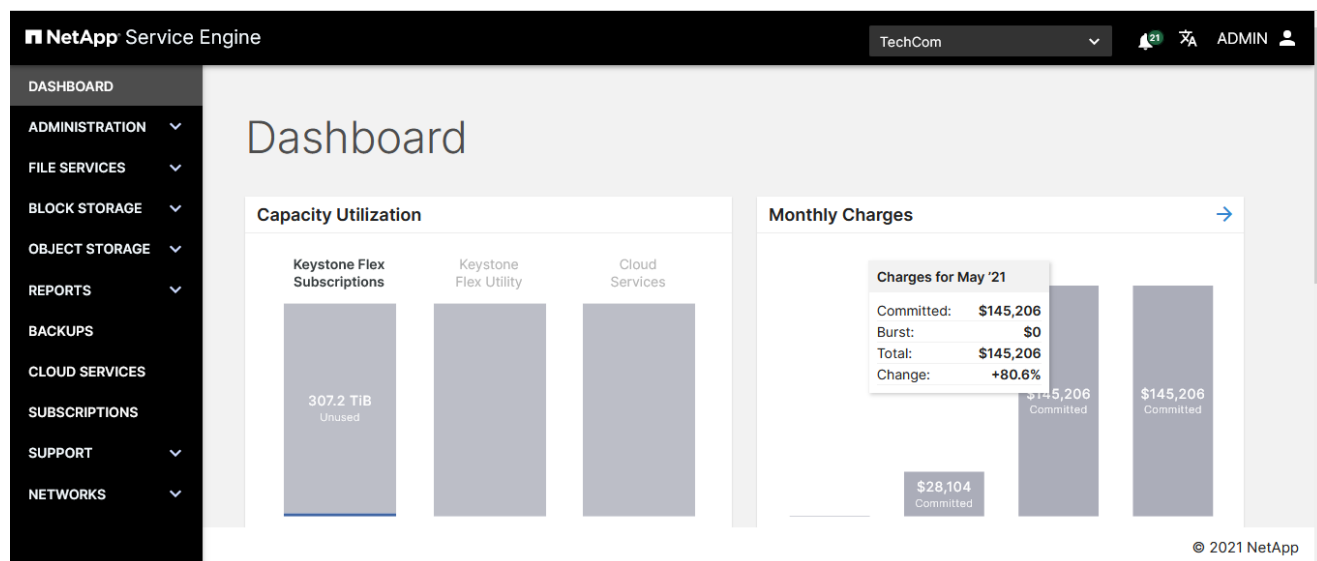 NetApp Service Engine
TechCom
21
ADMIN
DASHBOARD
ADMINISTRATION
FILE SERVICES
BLOCK STORAGE
OBJECT STORAGE
REPORTS
BACKUPS
CLOUD SERVICES
SUBSCRIPTIONS
SUPPORT
NETWORKS
Dashboard
Capacity Utilization
Keystone Flex
Subscriptions
Keystone
Flex Utility
Cloud
Services
307.2 TiB
Unused
Monthly Charges
Charges for May '21
Committed: $145,206
Burst: $0
Total: $145,206
Change: +80.6%
$28,104
Committed
$145,206
Committed
$145,206
Committed
© 2021 NetApp